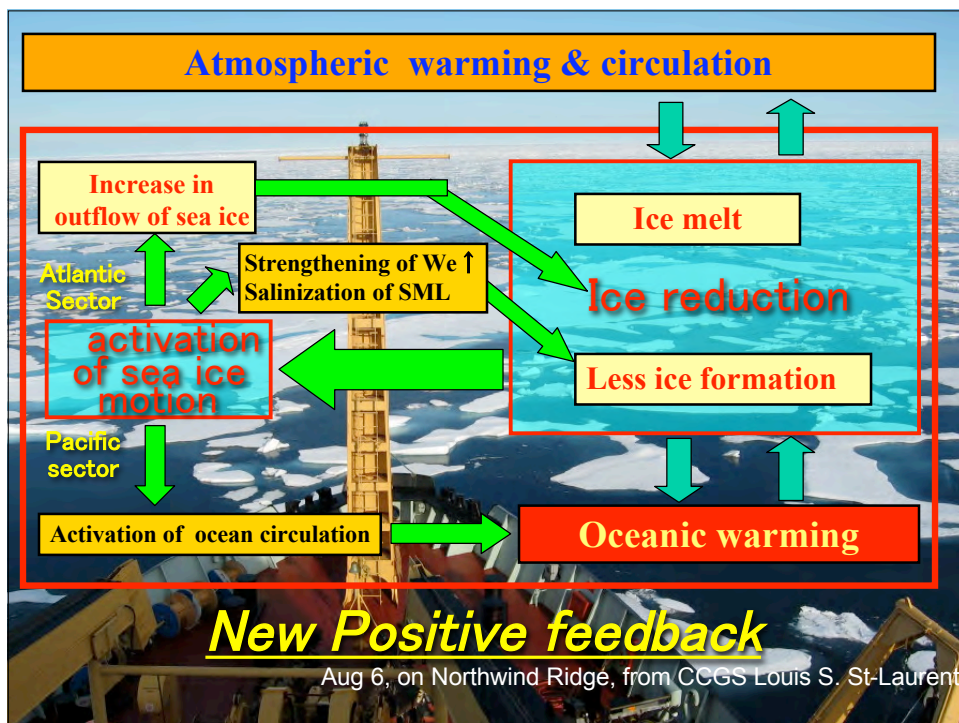 Atmospheric warming & circulation
Increase in
outflow of sea ice
Ice melt
Strengthening of We ↑
Salinization of SML
Atlantic
Sector
Ice reduction
activation
of sea ice
motion
Less ice formation
Pacific
sector
Activation of ocean circulation
Oceanic warming
New Positive feedback
Aug 6, on Northwind Ridge, from CCGS Louis S. St-Laurent